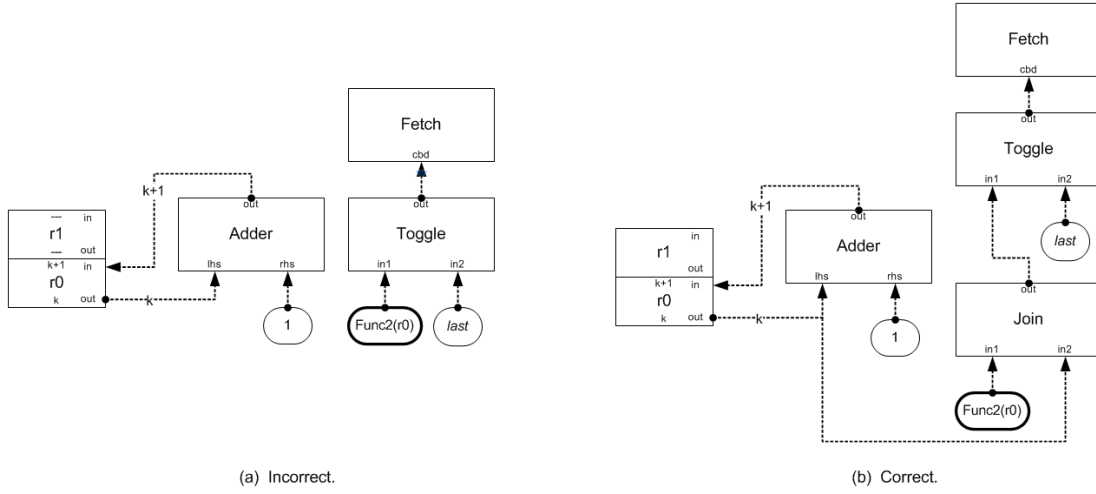 Fetch
cbd
k+1
out
out
--- in
r1
--- out
Adder
Toggle
lhs
rhs
in1
in2
k+1 in
r0
k out
k
1
Func2(r0)
last
(a) Incorrect.
Fetch
cbd
out
Toggle
in1
in2
k+1
out
last
in
r1
out
Adder
lhs
rhs
k+1 in
r0
k out
k
1
out
Join
in1
in2
Func2(r0)
(b) Correct.